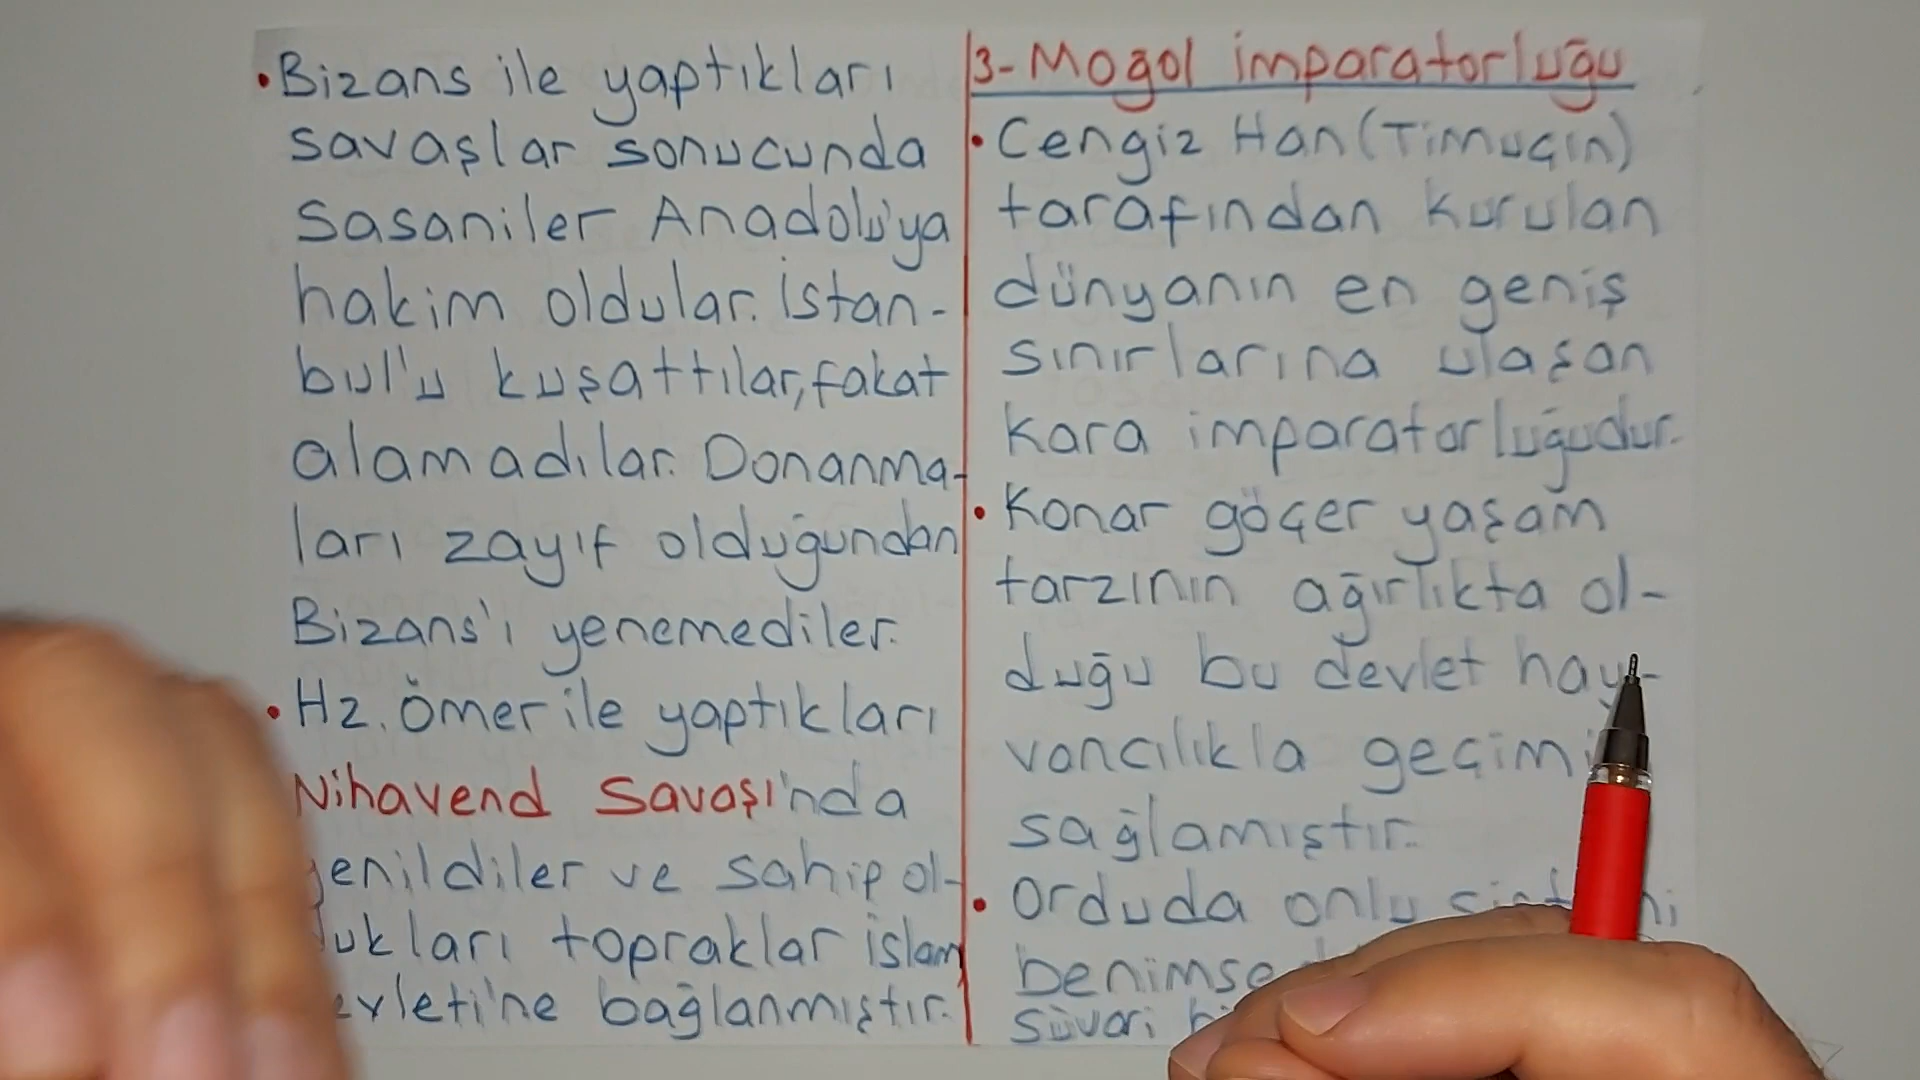 • Bizans ile yaptıkları
savaşlar sonucunda
Sasaniler Anadolu'ya
hakim oldular. İstan-
bul'u kuşattılar, fakat
alamadılar. Donanma-
ları zayıf olduğundan
Bizans'ı yenemediler.
• Hz. Ömer ile yaptıkları
Nihavend Savaşı'nda
yenildiler ve sahip ol-
dukları topraklar İslam
devleti'ne bağlanmıştır.
3- Moğol imparatorluğu
• Cengiz Han (Timuçin)
tarafından kurulan
dünyanın en geniş
sınırlarına ulaşan
kara imparatorluğudur.
• Konar göçer yaşam
tarzının ağırlıkta ol-
duğu bu devlet hay-
vancılıkla geçimi
sağlamıştır.
• Orduda onlu
Süvari